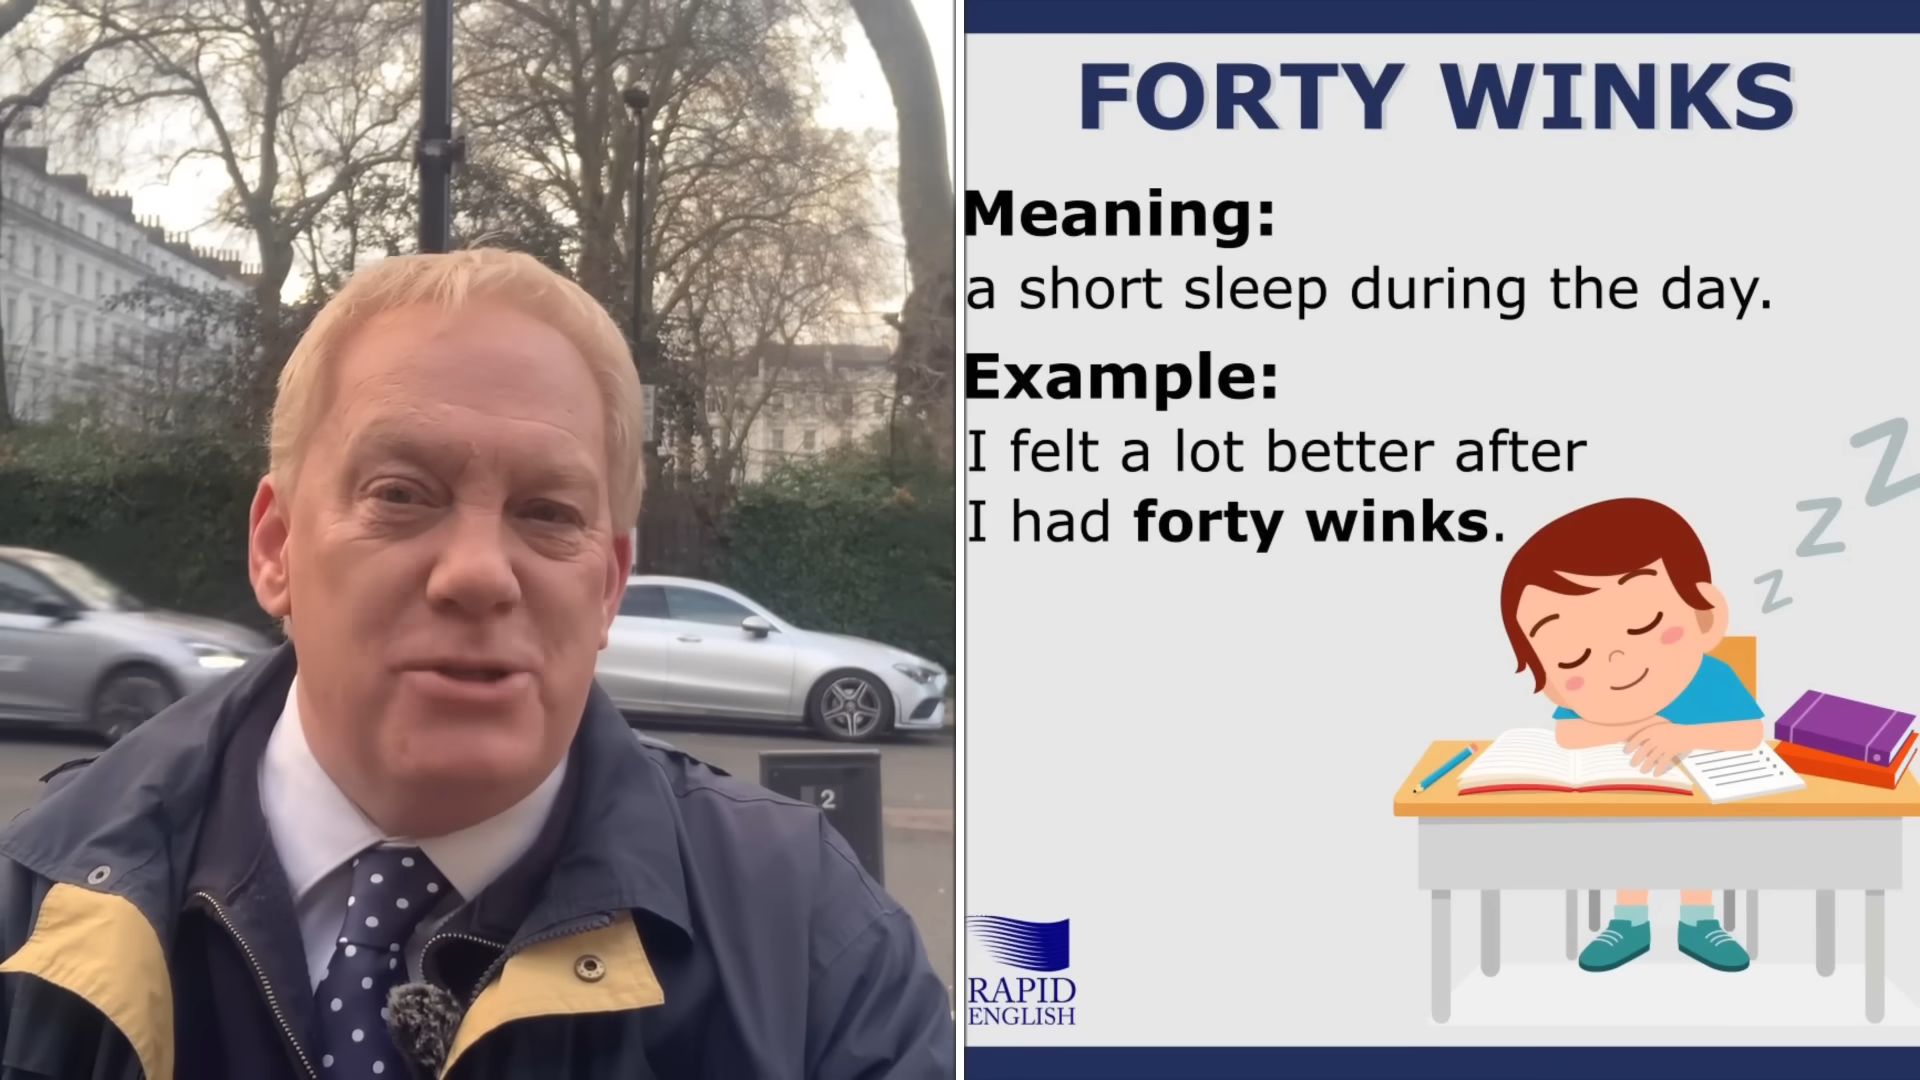 FORTY WINKS
Meaning:
a short sleep during the day.
Example:
I felt a lot better after
I had forty winks.
Z
Z
Z
2
RAPID
ENGLISH